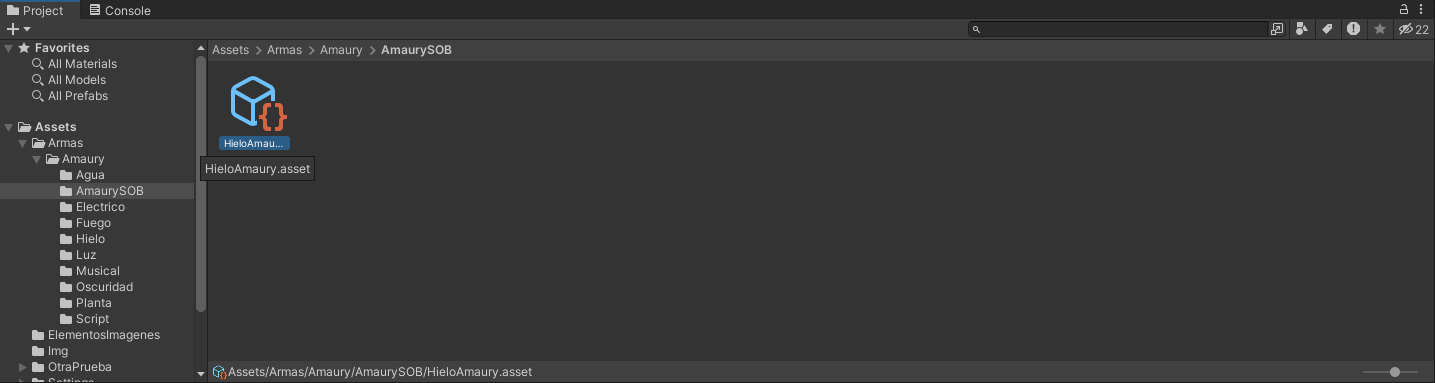 Project
Console
22
Favorites
All Materials
All Models
All Prefabs
Assets
Armas
Amaury
Agua
AmaurySOB
Electrico
Fuego
Hielo
Luz
Musical
Oscuridad
Planta
Script
ElementosImagenes
Img
OtraPrueba
Assets > Armas > Amaury > AmaurySOB
HieloAmau...
HieloAmaury.asset
Assets/Armas/Amaury/AmaurySOB/HieloAmaury.asset